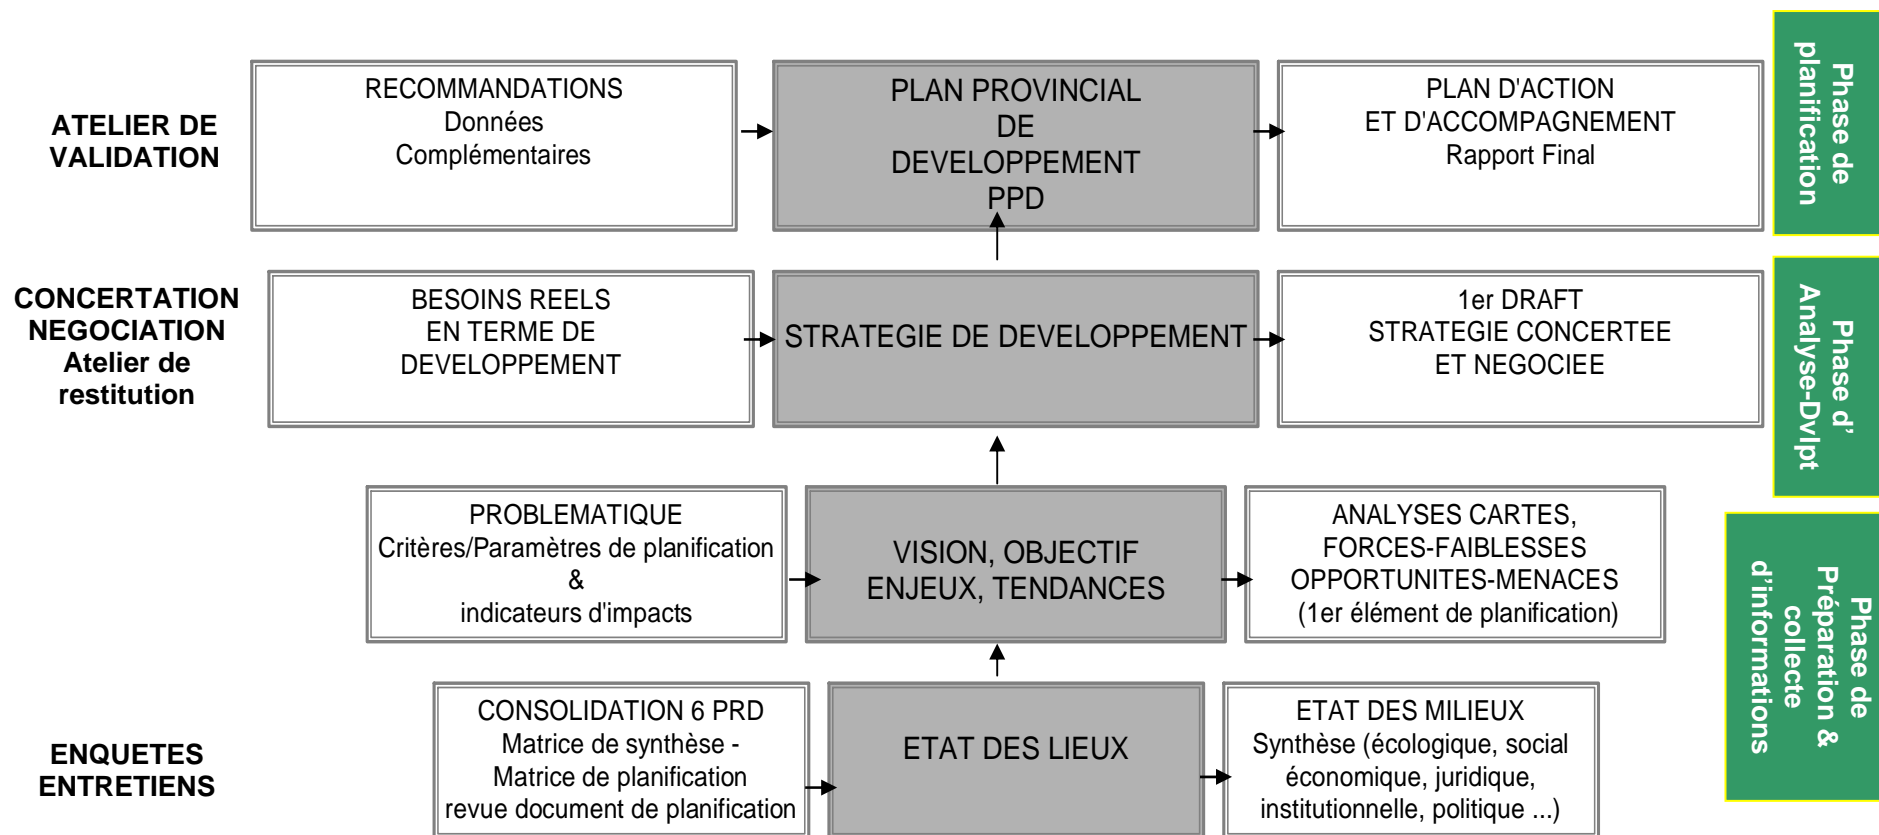 ATELIER DE
VALIDATION
RECOMMANDATIONS
Données
Complémentaires
PLAN PROVINCIAL
DE
DEVELOPPEMENT
PPD
PLAN D'ACTION
ET D'ACCOMPAGNEMENT
Rapport Final
Phase de
planification
CONCERTATION
NEGOCIATION
Atelier de
restitution
BESOINS REELS
EN TERME DE
DEVELOPPEMENT
STRATEGIE DE DEVELOPPEMENT
1er DRAFT
STRATEGIE CONCERTEE
ET NEGOCIEE
Phase d'
Analyse-Dvlpt
PROBLEMATIQUE
Critères/Paramètres de planification
&
indicateurs d'impacts
VISION, OBJECTIF
ENJEUX, TENDANCES
ANALYSES CARTES,
FORCES-FAIBLESSES
OPPORTUNITES-MENACES
(1er élément de planification)
Phase de
Préparation &
collecte
d'informations
ENQUETES
ENTRETIENS
CONSOLIDATION 6 PRD
Matrice de synthèse -
Matrice de planification
revue document de planification
ETAT DES LIEUX
ETAT DES MILIEUX
Synthèse (écologique, social
économique, juridique,
institutionnelle, politique ...)